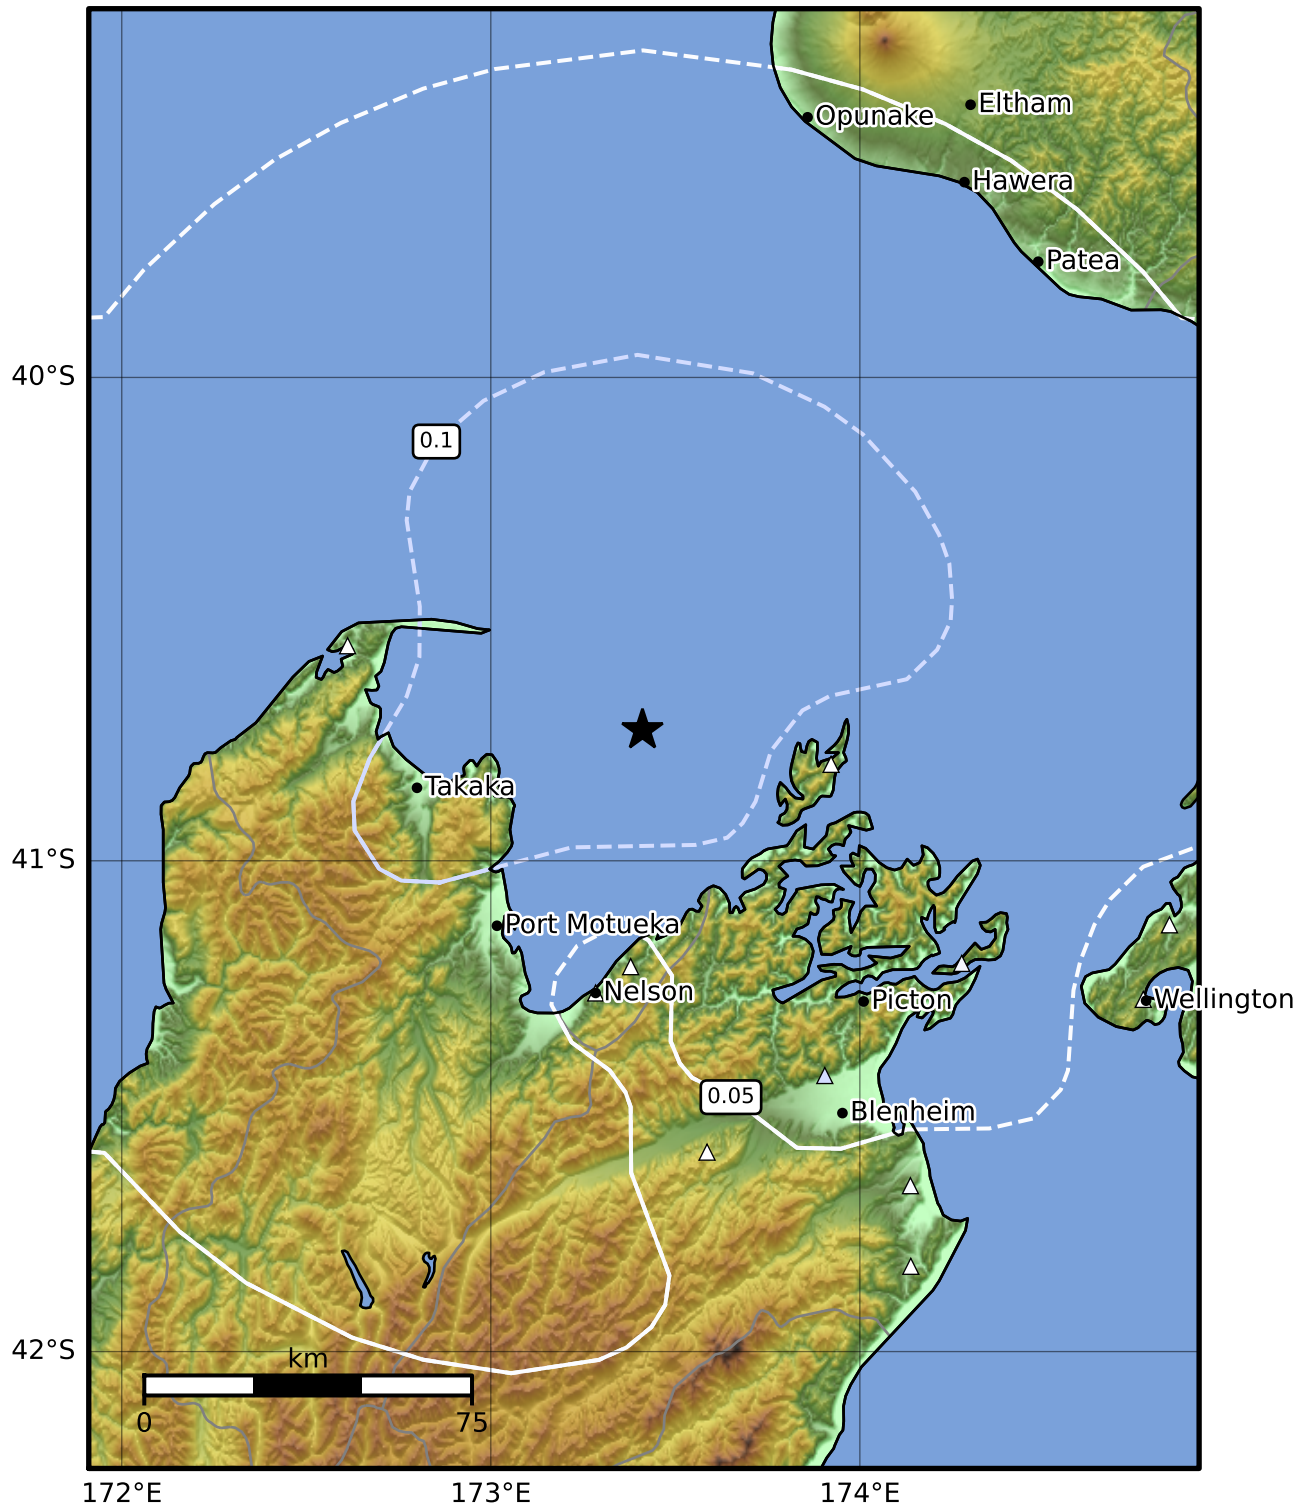 Eltham
Opunake
Hawera
Patea
40°S
0.1
Takaka
41°S
Port Motueka
Nelson
Picton
Wellington
0.05
Blenheim
42°S
km
0
75
172°E
173°E
174°E